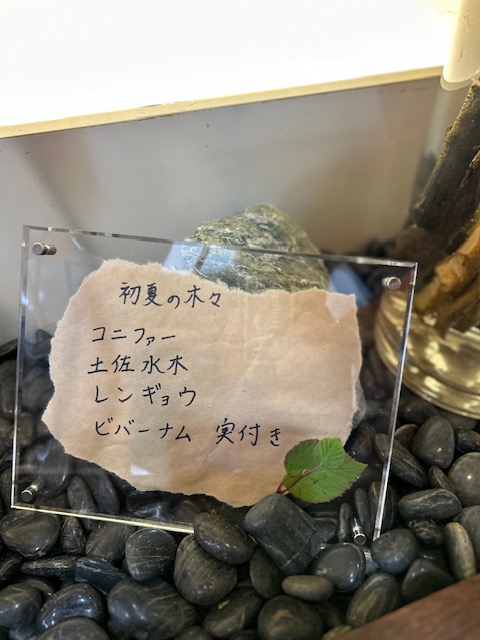 初夏の木々
コニファー
土佐水木
レンギョウ
ビバーナム 実付き